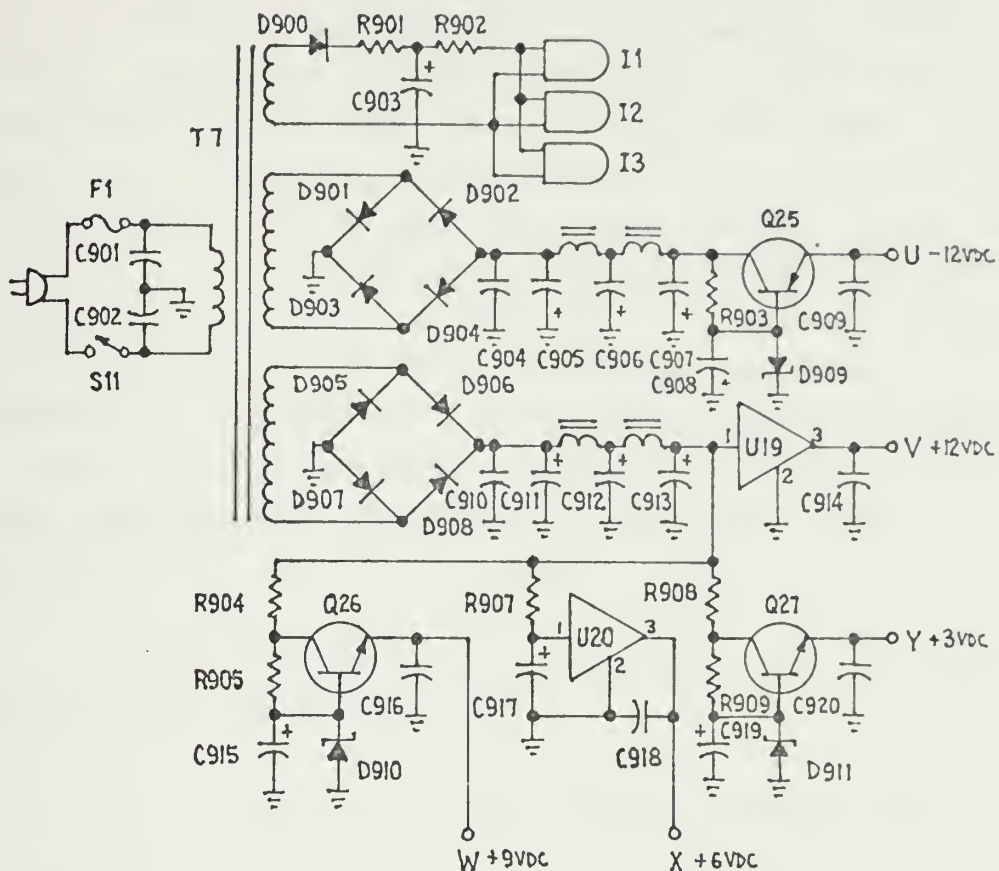 D900 R901 R902
+
C903
I1
I2
I3
T7
F1
C901
C902
S11
D901 D902
D903
D904
Q25
U -12VDC
R903
C909
C904 + C905 + C906 + C907
C908 +
D909
D905 D906
D907
D908
+ + +
C910 C911 C912 C913
1 U19 3
2
V +12VDC
C914
R904
Q26
R905
C916
+
C915
D910
R907
1 U20 3
2
+
C917
C918
R908
Q27
Y +3VDC
R909 C920
+ C919
D911
W +9VDC
X +6VDC